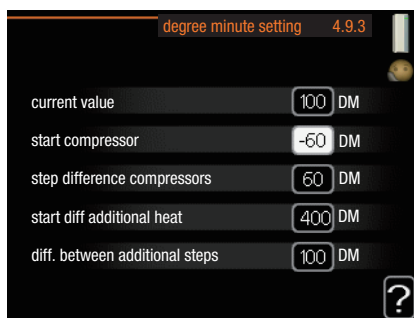 degree minute setting 4.9.3
current value 100 DM
start compressor -60 DM
step difference compressors 60 DM
start diff additional heat 400 DM
diff. between additional steps 100 DM
?